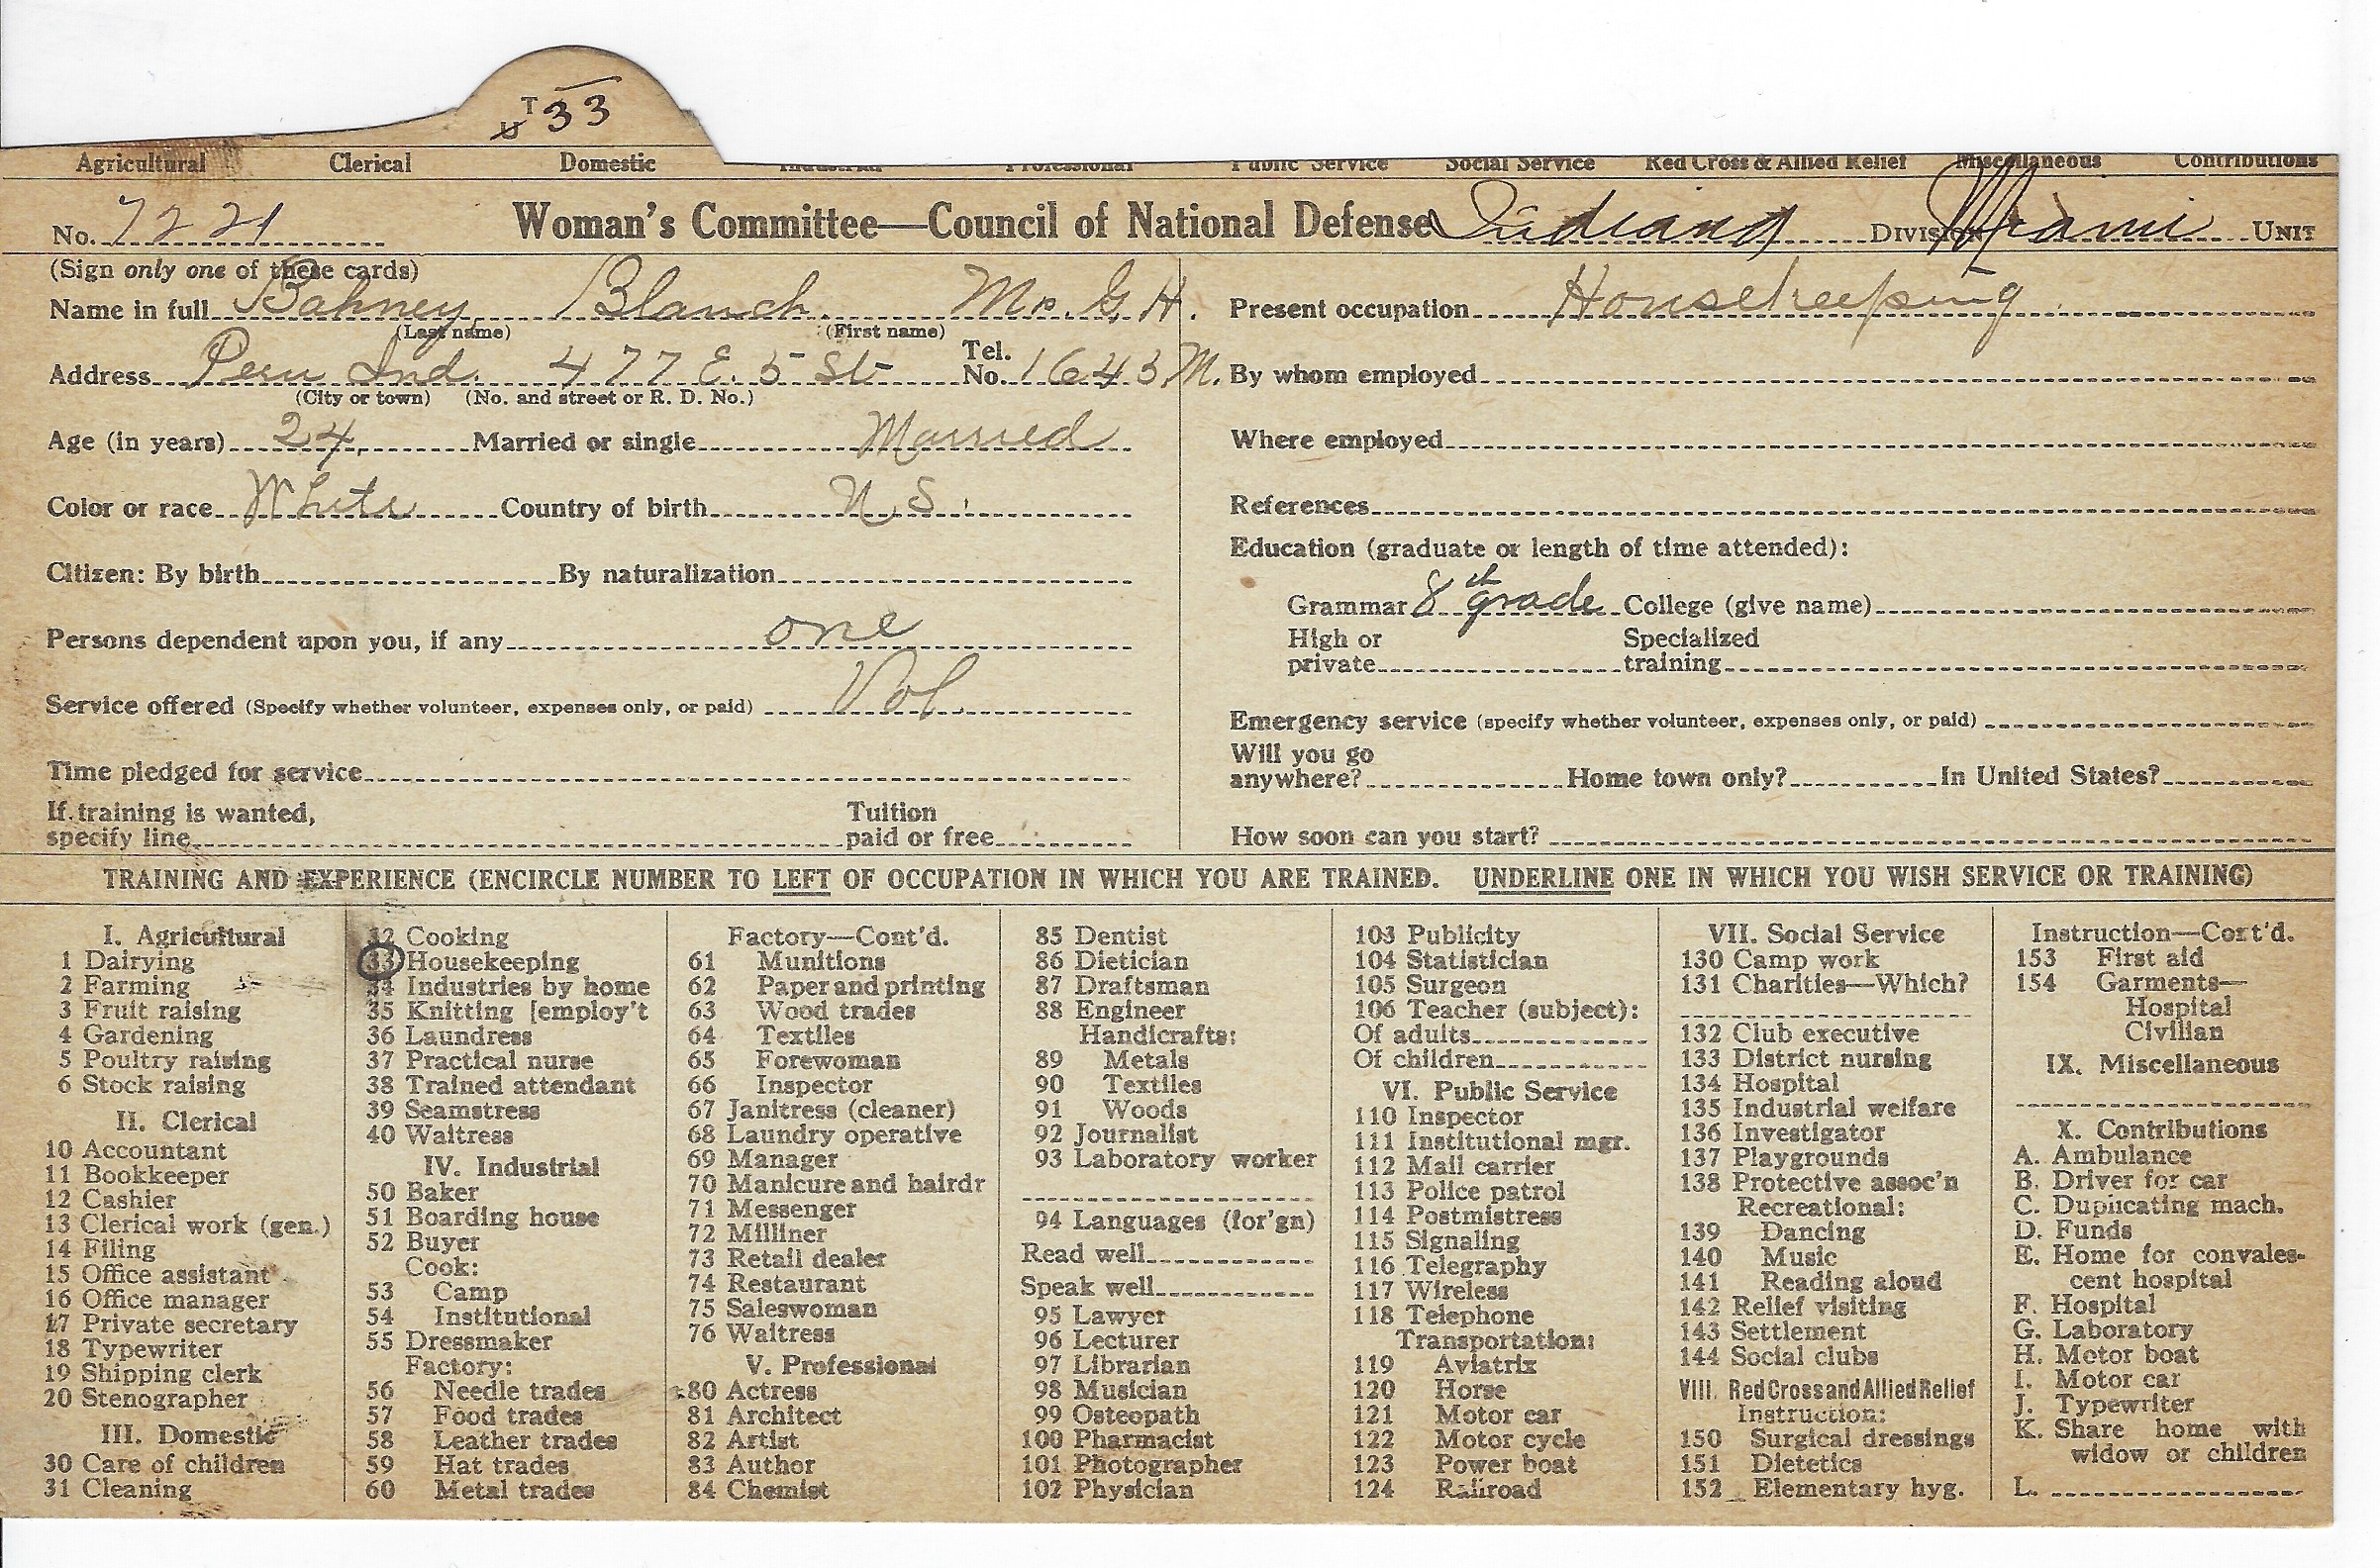 T 33
U
Agricultural Clerical Domestic Industrial Professional Public Service Social Service Red Cross & Allied Relief Miscellaneous Contributions
No. 7221 Woman's Committee—Council of National Defense Indiana Division Miami Unit
(Sign only one of these cards)
Name in full Bahney Blanch Mrs. G. H.
(Last name) (First name)
Address Peru Ind. 477 E. 5 St Tel. No. 1643 M.
(City or town) (No. and street or R. D. No.)
Age (in years) 24 Married or single Married
Color or race White Country of birth U S.
Citizen: By birth By naturalization
Persons dependent upon you, if any one
Service offered (Specify whether volunteer, expenses only, or paid) Vol.
Time pledged for service
If training is wanted, Tuition
specify line paid or free
Present occupation Housekeeping
By whom employed
Where employed
References
Education (graduate or length of time attended):
Grammar 8th grade College (give name)
High or Specialized
private training
Emergency service (specify whether volunteer, expenses only, or paid)
Will you go
anywhere? Home town only? In United States?
How soon can you start?
TRAINING AND EXPERIENCE (ENCIRCLE NUMBER TO LEFT OF OCCUPATION IN WHICH YOU ARE TRAINED. UNDERLINE ONE IN WHICH YOU WISH SERVICE OR TRAINING)
I. Agricultural
1 Dairying
2 Farming
3 Fruit raising
4 Gardening
5 Poultry raising
6 Stock raising
II. Clerical
10 Accountant
11 Bookkeeper
12 Cashier
13 Clerical work (gen.)
14 Filing
15 Office assistant
16 Office manager
17 Private secretary
18 Typewriter
19 Shipping clerk
20 Stenographer
III. Domestic
30 Care of children
31 Cleaning
32 Cooking
33 Housekeeping
34 Industries by home
35 Knitting [employ't
36 Laundress
37 Practical nurse
38 Trained attendant
39 Seamstress
40 Waitress
IV. Industrial
50 Baker
51 Boarding house
52 Buyer
Cook:
53 Camp
54 Institutional
55 Dressmaker
Factory:
56 Needle trades
57 Food trades
58 Leather trades
59 Hat trades
60 Metal trades
Factory—Cont'd.
61 Munitions
62 Paper and printing
63 Wood trades
64 Textiles
65 Forewoman
66 Inspector
67 Janitress (cleaner)
68 Laundry operative
69 Manager
70 Manicure and hairdr
71 Messenger
72 Milliner
73 Retail dealer
74 Restaurant
75 Saleswoman
76 Waitress
V. Professional
80 Actress
81 Architect
82 Artist
83 Author
84 Chemist
85 Dentist
86 Dietician
87 Draftsman
88 Engineer
Handicrafts:
89 Metals
90 Textiles
91 Woods
92 Journalist
93 Laboratory worker
94 Languages (for'gn)
Read well
Speak well
95 Lawyer
96 Lecturer
97 Librarian
98 Musician
99 Osteopath
100 Pharmacist
101 Photographer
102 Physician
103 Publicity
104 Statistician
105 Surgeon
106 Teacher (subject):
Of adults
Of children
VI. Public Service
110 Inspector
111 Institutional mgr.
112 Mail carrier
113 Police patrol
114 Postmistress
115 Signaling
116 Telegraphy
117 Wireless
118 Telephone
Transportation:
119 Aviatrix
120 Horse
121 Motor car
122 Motor cycle
123 Power boat
124 Railroad
VII. Social Service
130 Camp work
131 Charities—Which?
132 Club executive
133 District nursing
134 Hospital
135 Industrial welfare
136 Investigator
137 Playgrounds
138 Protective assoc'n
Recreational:
139 Dancing
140 Music
141 Reading aloud
142 Relief visiting
143 Settlement
144 Social clubs
VIII. Red Cross and Allied Relief
Instruction:
150 Surgical dressings
151 Dietetics
152 Elementary hyg.
Instruction—Cont'd.
153 First aid
154 Garments—
Hospital
Civilian
IX. Miscellaneous
X. Contributions
A. Ambulance
B. Driver for car
C. Duplicating mach.
D. Funds
E. Home for convales-
cent hospital
F. Hospital
G. Laboratory
H. Motor boat
I. Motor car
J. Typewriter
K. Share home with
widow or children
L.